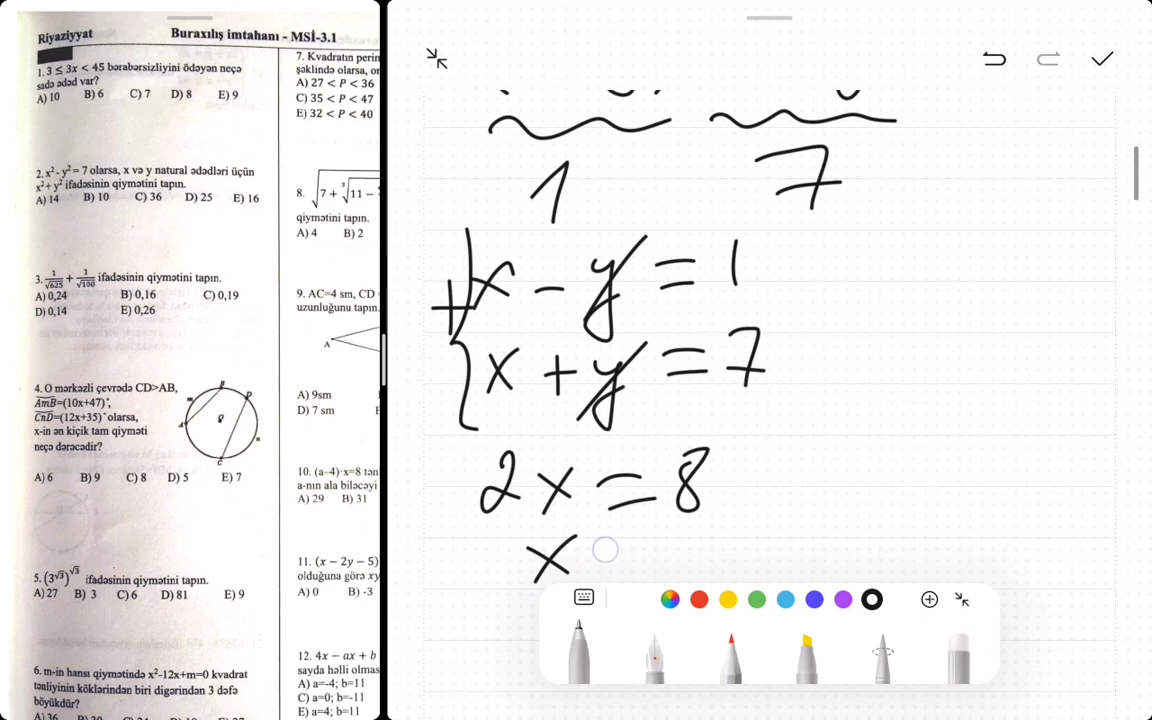 Riyaziyyat
Buraxılış imtahanı - MSİ-3.1
1. 3 ≤ 3x < 45 bərabərsizliyini ödəyən neçə
sadə ədəd var?
A) 10 B) 6 C) 7 D) 8 E) 9
2. x² - y² = 7 olarsa, x və y natural ədədləri üçün
x² + y² ifadəsinin qiymətini tapın.
A) 14 B) 10 C) 36 D) 25 E) 16
3. 1/√625 + 1/√100 ifadəsinin qiymətini tapın.
A) 0,24 B) 0,16 C) 0,19
D) 0,14 E) 0,26
4. O mərkəzli çevrədə CD>AB,
AmB=(10x+47)°,
CnD=(12x+35)° olarsa,
x-in ən kiçik tam qiyməti
neçə dərəcədir?
A) 6 B) 9 C) 8 D) 5 E) 7
5. (3^√3)^√3 ifadəsinin qiymətini tapın.
A) 27 B) 3 C) 6 D) 81 E) 9
6. m-in hansı qiymətində x²-12x+m=0 kvadrat
tənliyinin köklərindən biri digərindən 3 dəfə
böyükdür?
7. Kvadratın perin
şəklində olarsa, or
A) 27 < P < 36
C) 35 < P < 47
E) 32 < P < 40
8. √7 + ³√11 −
qiymətini tapın.
A) 4 B) 2
9. AC=4 sm, CD
uzunluğunu tapın.
A
A) 9sm
D) 7 sm
10. (a−4)·x=8 tən
a-nın ala biləcəyi
A) 29 B) 31
11. (x − 2y − 5)
olduğuna görə xy
A) 0 B) -3
12. 4x − ax + b
sayda həlli olmas
A) a=-4; b=11
C) a=0; b=-11
E) a=4; b=11
1 7
+ x − y = 1
x + y = 7
2x = 8
x